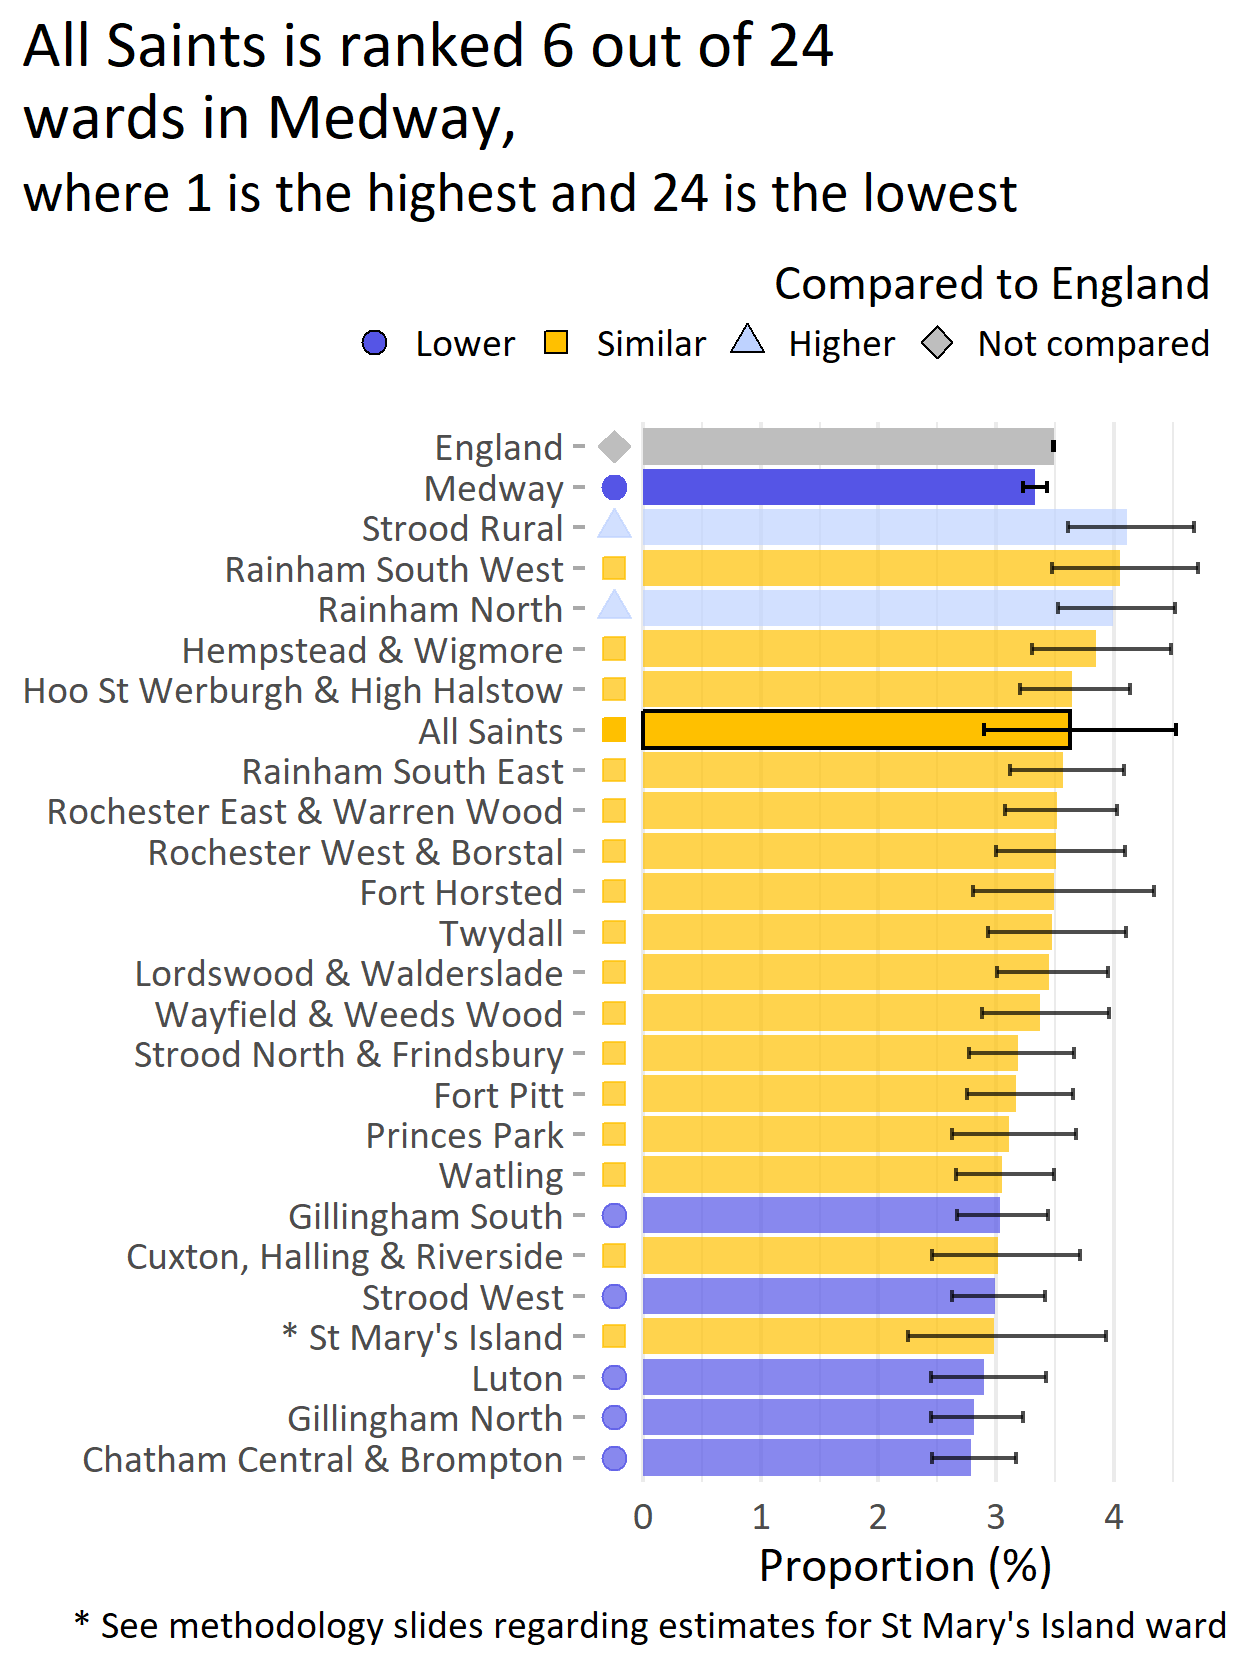 All Saints is ranked 6 out of 24
wards in Medway,
where 1 is the highest and 24 is the lowest
Compared to England
Lower Similar Higher Not compared
England
Medway
Strood Rural
Rainham South West
Rainham North
Hempstead & Wigmore
Hoo St Werburgh & High Halstow
All Saints
Rainham South East
Rochester East & Warren Wood
Rochester West & Borstal
Fort Horsted
Twydall
Lordswood & Walderslade
Wayfield & Weeds Wood
Strood North & Frindsbury
Fort Pitt
Princes Park
Watling
Gillingham South
Cuxton, Halling & Riverside
Strood West
* St Mary's Island
Luton
Gillingham North
Chatham Central & Brompton
0 1 2 3 4
Proportion (%)
* See methodology slides regarding estimates for St Mary's Island ward